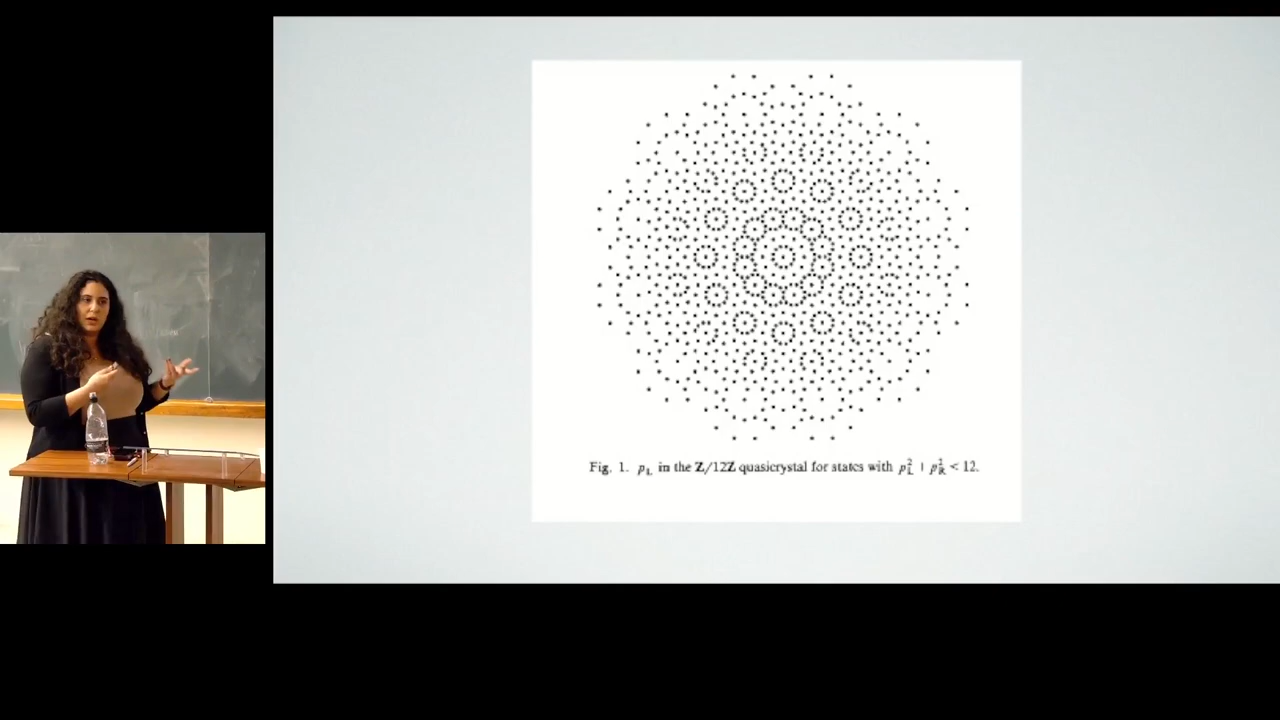 Fig. 1. p_L in the Z/12Z quasicrystal for states with p_L^2 + p_R^2 < 12.